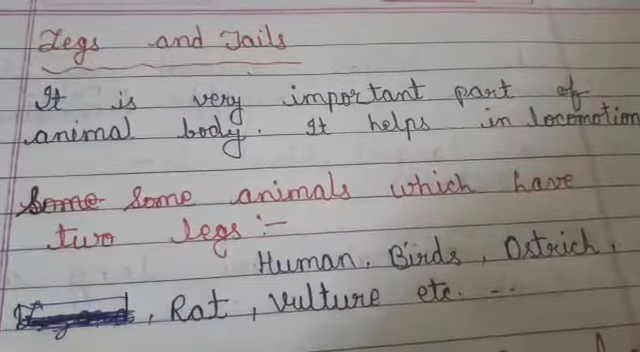 Legs and Tails
It is very important part of
animal body. It helps in locomotion
Some Some animals which have
two legs :-
Human, Birds, Ostrich,
, Rat, Vulture etc. ...